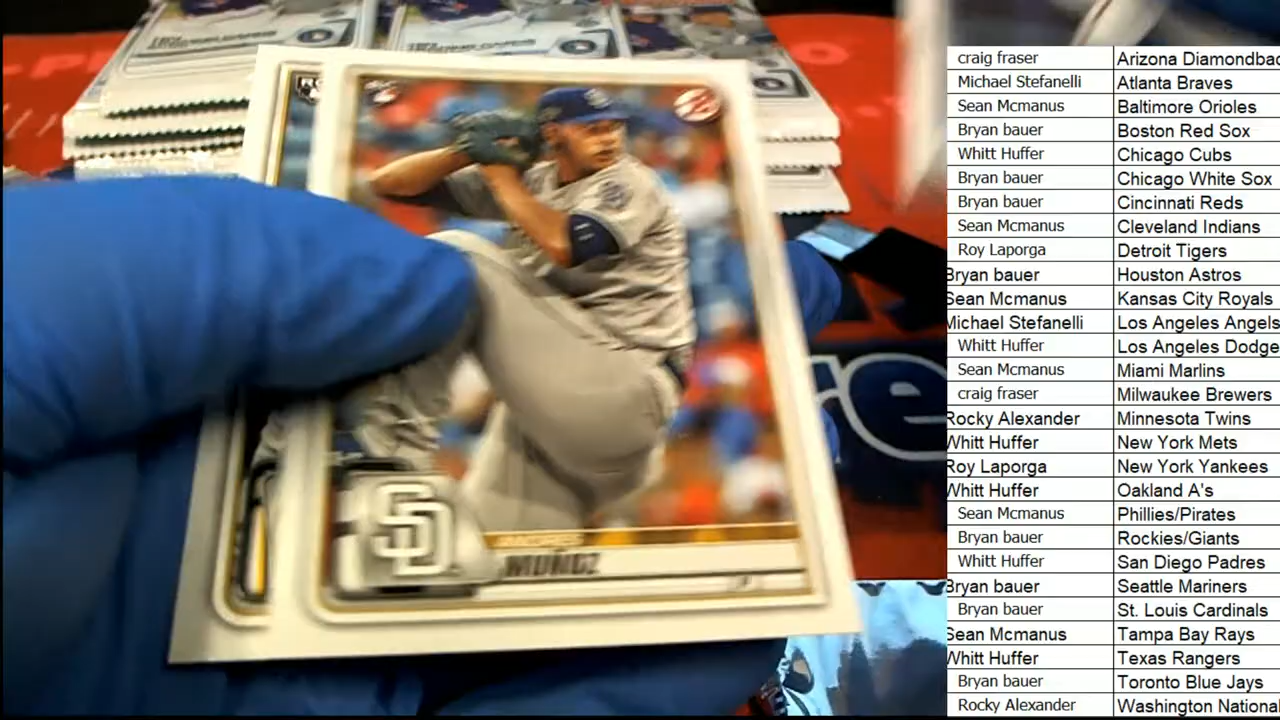 craig fraser Arizona Diamondbac
Michael Stefanelli Atlanta Braves
Sean Mcmanus Baltimore Orioles
Bryan bauer Boston Red Sox
Whitt Huffer Chicago Cubs
Bryan bauer Chicago White Sox
Bryan bauer Cincinnati Reds
Sean Mcmanus Cleveland Indians
Roy Laporga Detroit Tigers
Bryan bauer Houston Astros
Sean Mcmanus Kansas City Royals
Michael Stefanelli Los Angeles Angels
Whitt Huffer Los Angeles Dodge
Sean Mcmanus Miami Marlins
craig fraser Milwaukee Brewers
Rocky Alexander Minnesota Twins
Whitt Huffer New York Mets
Roy Laporga New York Yankees
Whitt Huffer Oakland A's
Sean Mcmanus Phillies/Pirates
Bryan bauer Rockies/Giants
Whitt Huffer San Diego Padres
Bryan bauer Seattle Mariners
Bryan bauer St. Louis Cardinals
Sean Mcmanus Tampa Bay Rays
Whitt Huffer Texas Rangers
Bryan bauer Toronto Blue Jays
Rocky Alexander Washington National
SD
MUÑOZ
re